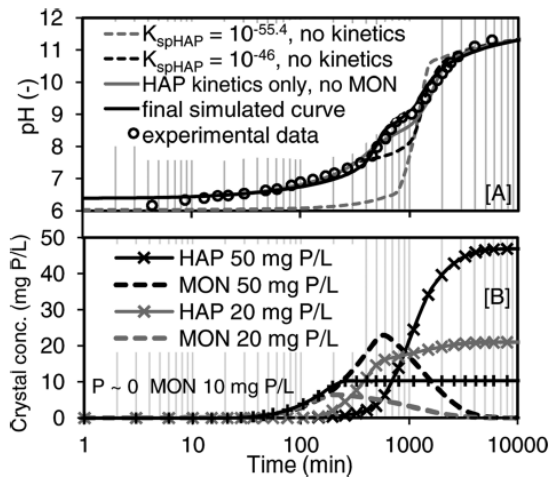 12
11
10
9
8
7
6
pH (-)
K_spHAP = 10^-55.4, no kinetics
K_spHAP = 10^-46, no kinetics
HAP kinetics only, no MON
final simulated curve
experimental data
[A]
50
40
30
20
10
0
Crystal conc. (mg P/L)
HAP 50 mg P/L
MON 50 mg P/L
HAP 20 mg P/L
MON 20 mg P/L
[B]
P ~ 0 MON 10 mg P/L
1 10 100 1000 10000
Time (min)